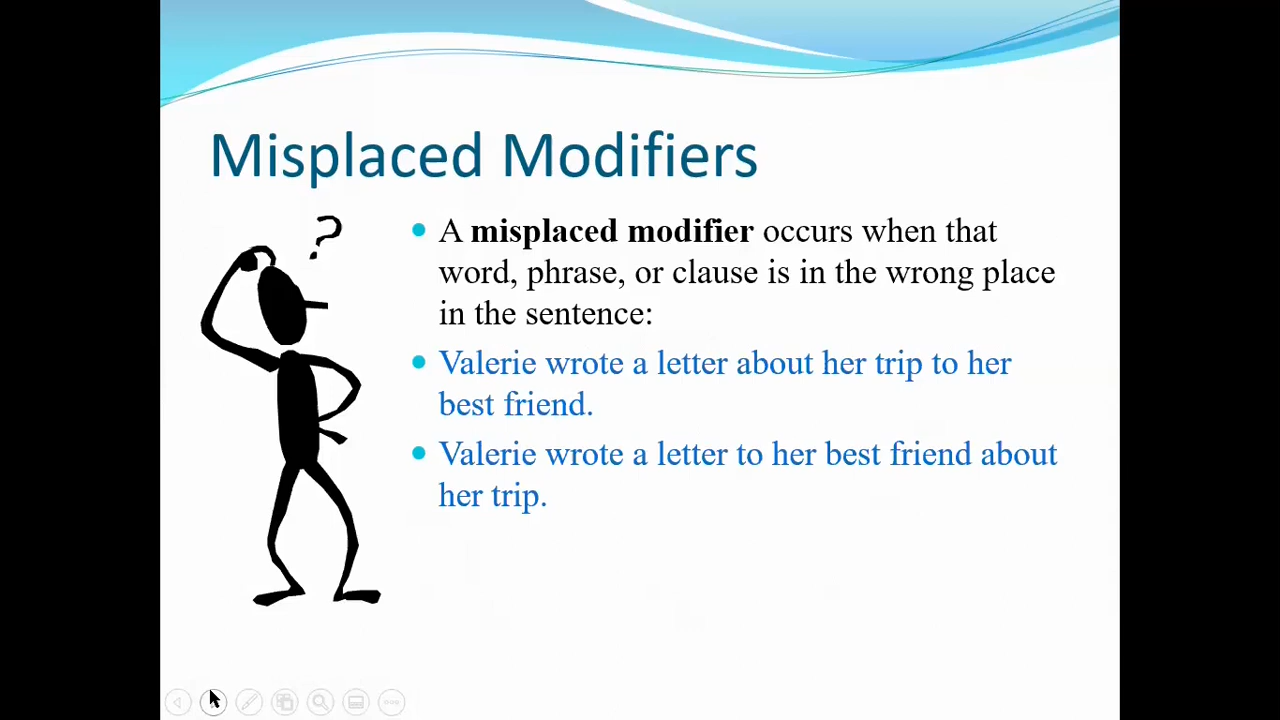 Misplaced Modifiers
?
• A misplaced modifier occurs when that
word, phrase, or clause is in the wrong place
in the sentence:
• Valerie wrote a letter about her trip to her
best friend.
• Valerie wrote a letter to her best friend about
her trip.